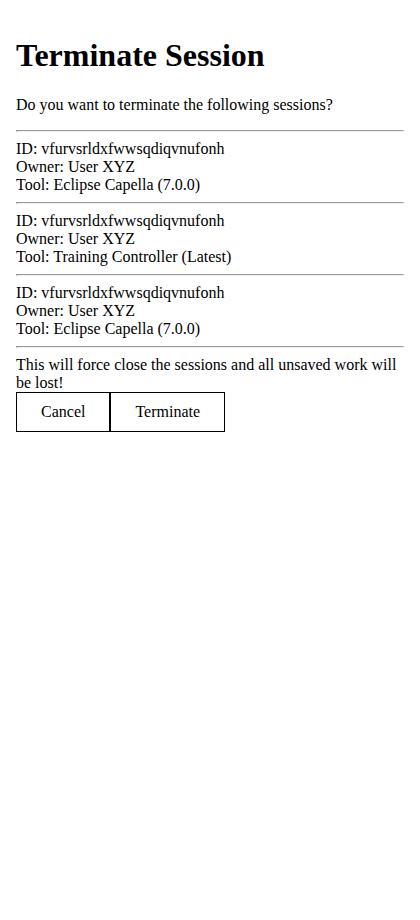 Terminate Session
Do you want to terminate the following sessions?
ID: vfurvsrldxfwwsqdiqvnufonh
Owner: User XYZ
Tool: Eclipse Capella (7.0.0)
ID: vfurvsrldxfwwsqdiqvnufonh
Owner: User XYZ
Tool: Training Controller (Latest)
ID: vfurvsrldxfwwsqdiqvnufonh
Owner: User XYZ
Tool: Eclipse Capella (7.0.0)
This will force close the sessions and all unsaved work will
be lost!
Cancel Terminate